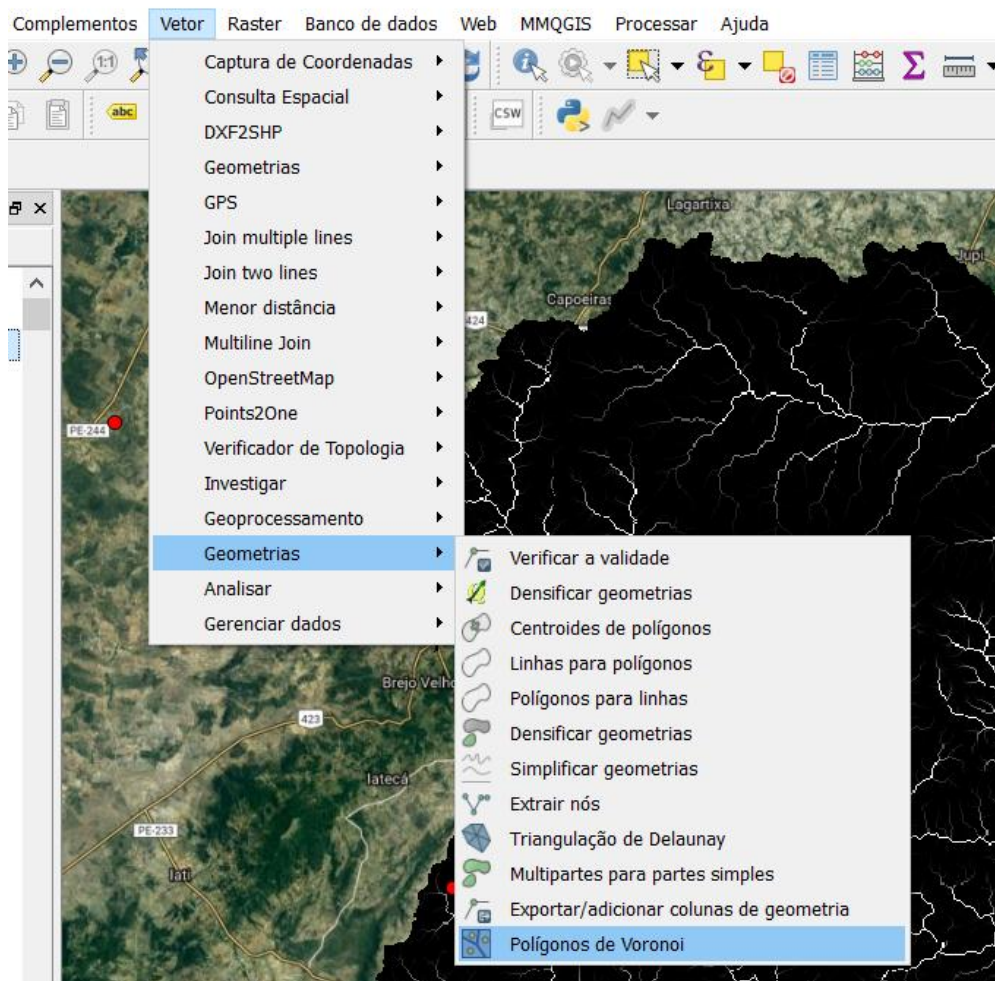 Complementos Vetor Raster Banco de dados Web MMQGIS Processar Ajuda
1:1
abc
CSW
Captura de Coordenadas
Consulta Espacial
DXF2SHP
Geometrias
GPS
Join multiple lines
Join two lines
Menor distância
Multiline Join
OpenStreetMap
Points2One
Verificador de Topologia
Investigar
Geoprocessamento
Geometrias
Analisar
Gerenciar dados
Verificar a validade
Densificar geometrias
Centroides de polígonos
Linhas para polígonos
Polígonos para linhas
Densificar geometrias
Simplificar geometrias
Extrair nós
Triangulação de Delaunay
Multipartes para partes simples
Exportar/adicionar colunas de geometria
Polígonos de Voronoi
Lagartixa
Jupi
Capoeiras
424
PE-244
Brejo Velho
423
Iatecá
PE-233
Iati